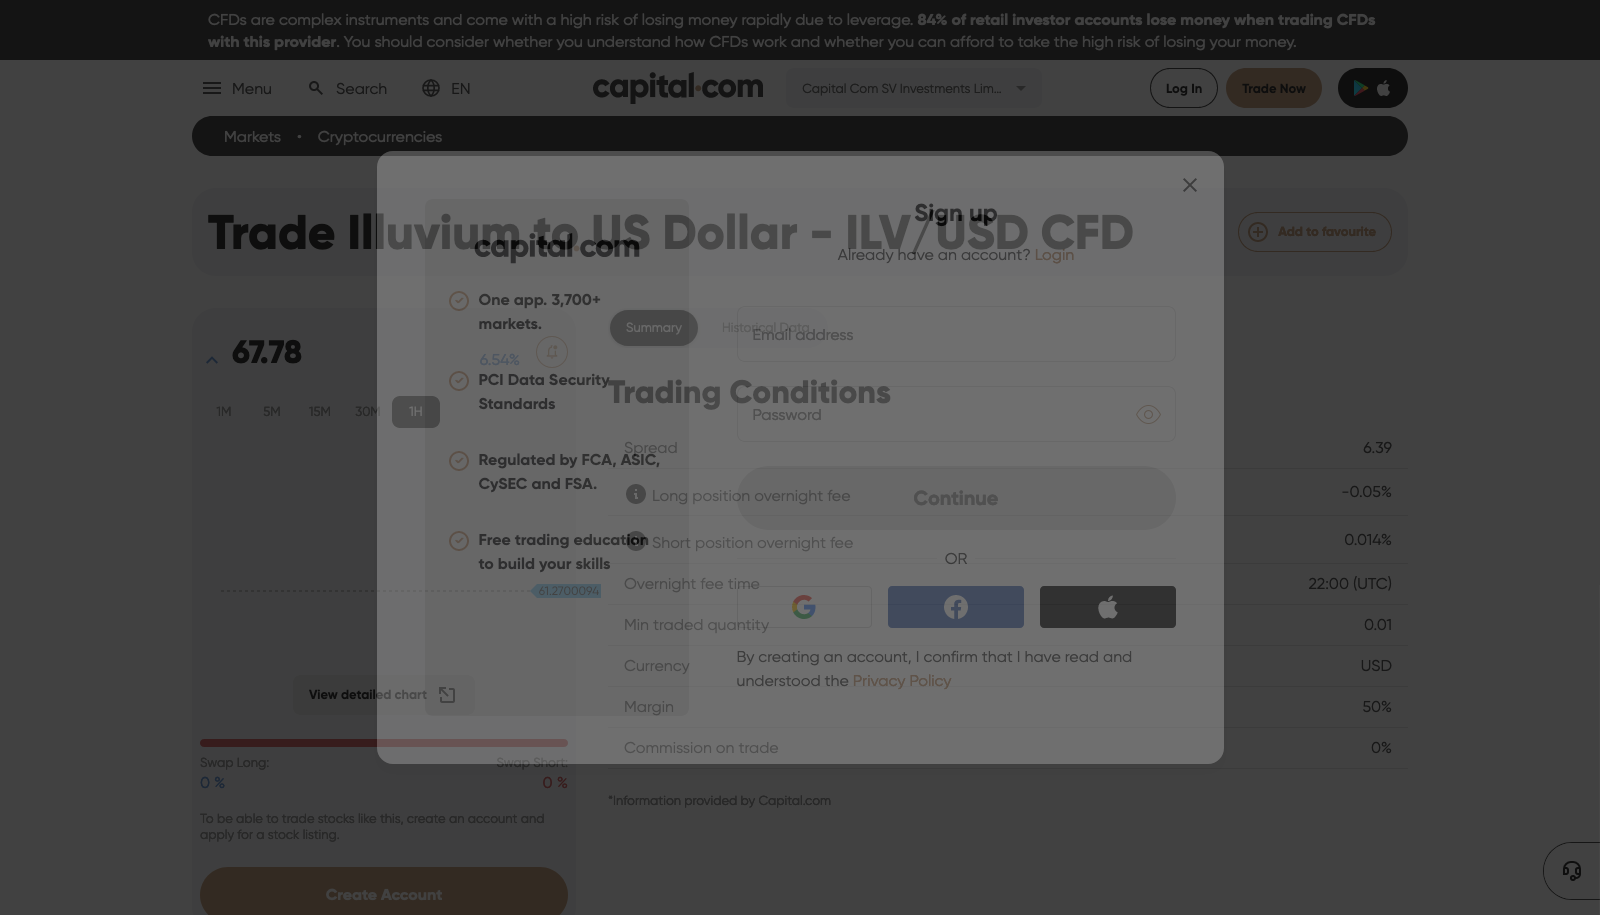 CFDs are complex instruments and come with a high risk of losing money rapidly due to leverage. 84% of retail investor accounts lose money when trading CFDs
with this provider. You should consider whether you understand how CFDs work and whether you can afford to take the high risk of losing your money.
Menu
Search
EN
capital.com
Capital Com SV Investments Lim...
Log In
Trade Now
Markets • Cryptocurrencies
Trade Illuvium to US Dollar - ILV/USD CFD
Add to favourite
67.78
6.54%
1M
5M
15M
30M
1H
61.2700094
View detailed chart
Swap Long:
Swap Short:
0 %
0 %
To be able to trade stocks like this, create an account and
apply for a stock listing.
Create Account
Summary
Historical Data
Trading Conditions
Spread 6.39
Long position overnight fee -0.05%
Short position overnight fee 0.014%
Overnight fee time 22:00 (UTC)
Min traded quantity 0.01
Currency USD
Margin 50%
Commission on trade 0%
*Information provided by Capital.com
capital.com
One app. 3,700+
markets.
PCI Data Security
Standards
Regulated by FCA, ASIC,
CySEC and FSA.
Free trading education
to build your skills
Sign up
Already have an account? Login
Email address
Password
Continue
OR
By creating an account, I confirm that I have read and
understood the Privacy Policy